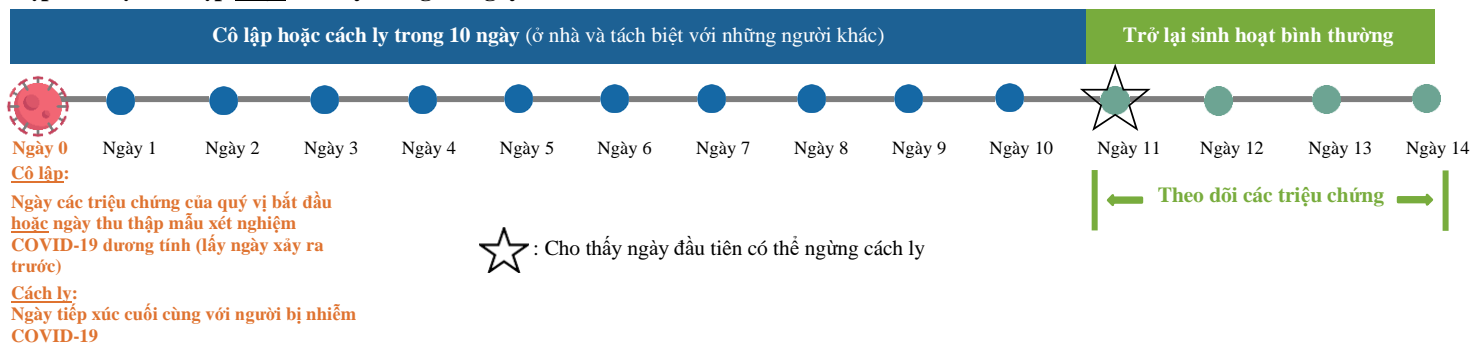 Cô lập hoặc cách ly trong 10 ngày (ở nhà và tách biệt với những người khác)
Trở lại sinh hoạt bình thường
Ngày 0 Ngày 1 Ngày 2 Ngày 3 Ngày 4 Ngày 5 Ngày 6 Ngày 7 Ngày 8 Ngày 9 Ngày 10 Ngày 11 Ngày 12 Ngày 13 Ngày 14
Cô lập:
Ngày các triệu chứng của quý vị bắt đầu
hoặc ngày thu thập mẫu xét nghiệm
COVID-19 dương tính (lấy ngày xảy ra
trước)
Cách ly:
Ngày tiếp xúc cuối cùng với người bị nhiễm
COVID-19
: Cho thấy ngày đầu tiên có thể ngừng cách ly
Theo dõi các triệu chứng